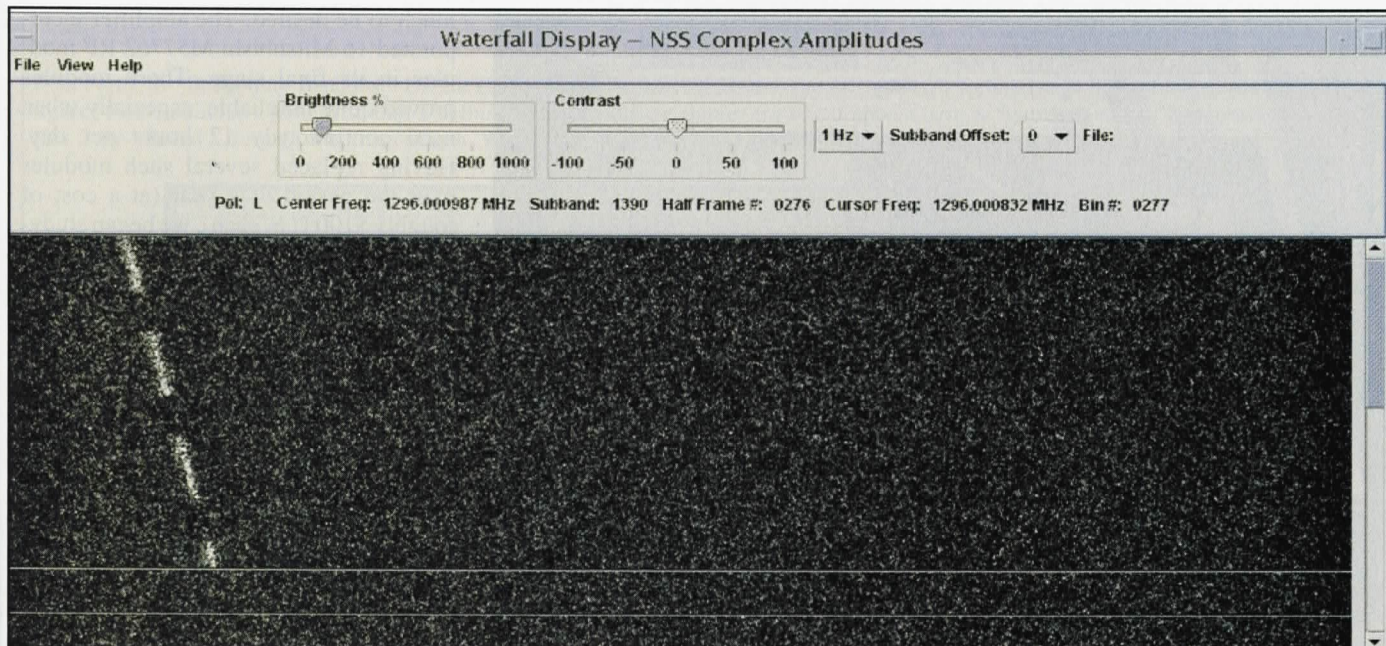 Waterfall Display – NSS Complex Amplitudes
File View Help
Brightness %
Contrast
0 200 400 600 800 1000
-100 -50 0 50 100
1 Hz Subband Offset: 0 File:
Pol: L Center Freq: 1296.000987 MHz Subband: 1390 Half Frame #: 0276 Cursor Freq: 1296.000832 MHz Bin #: 0277